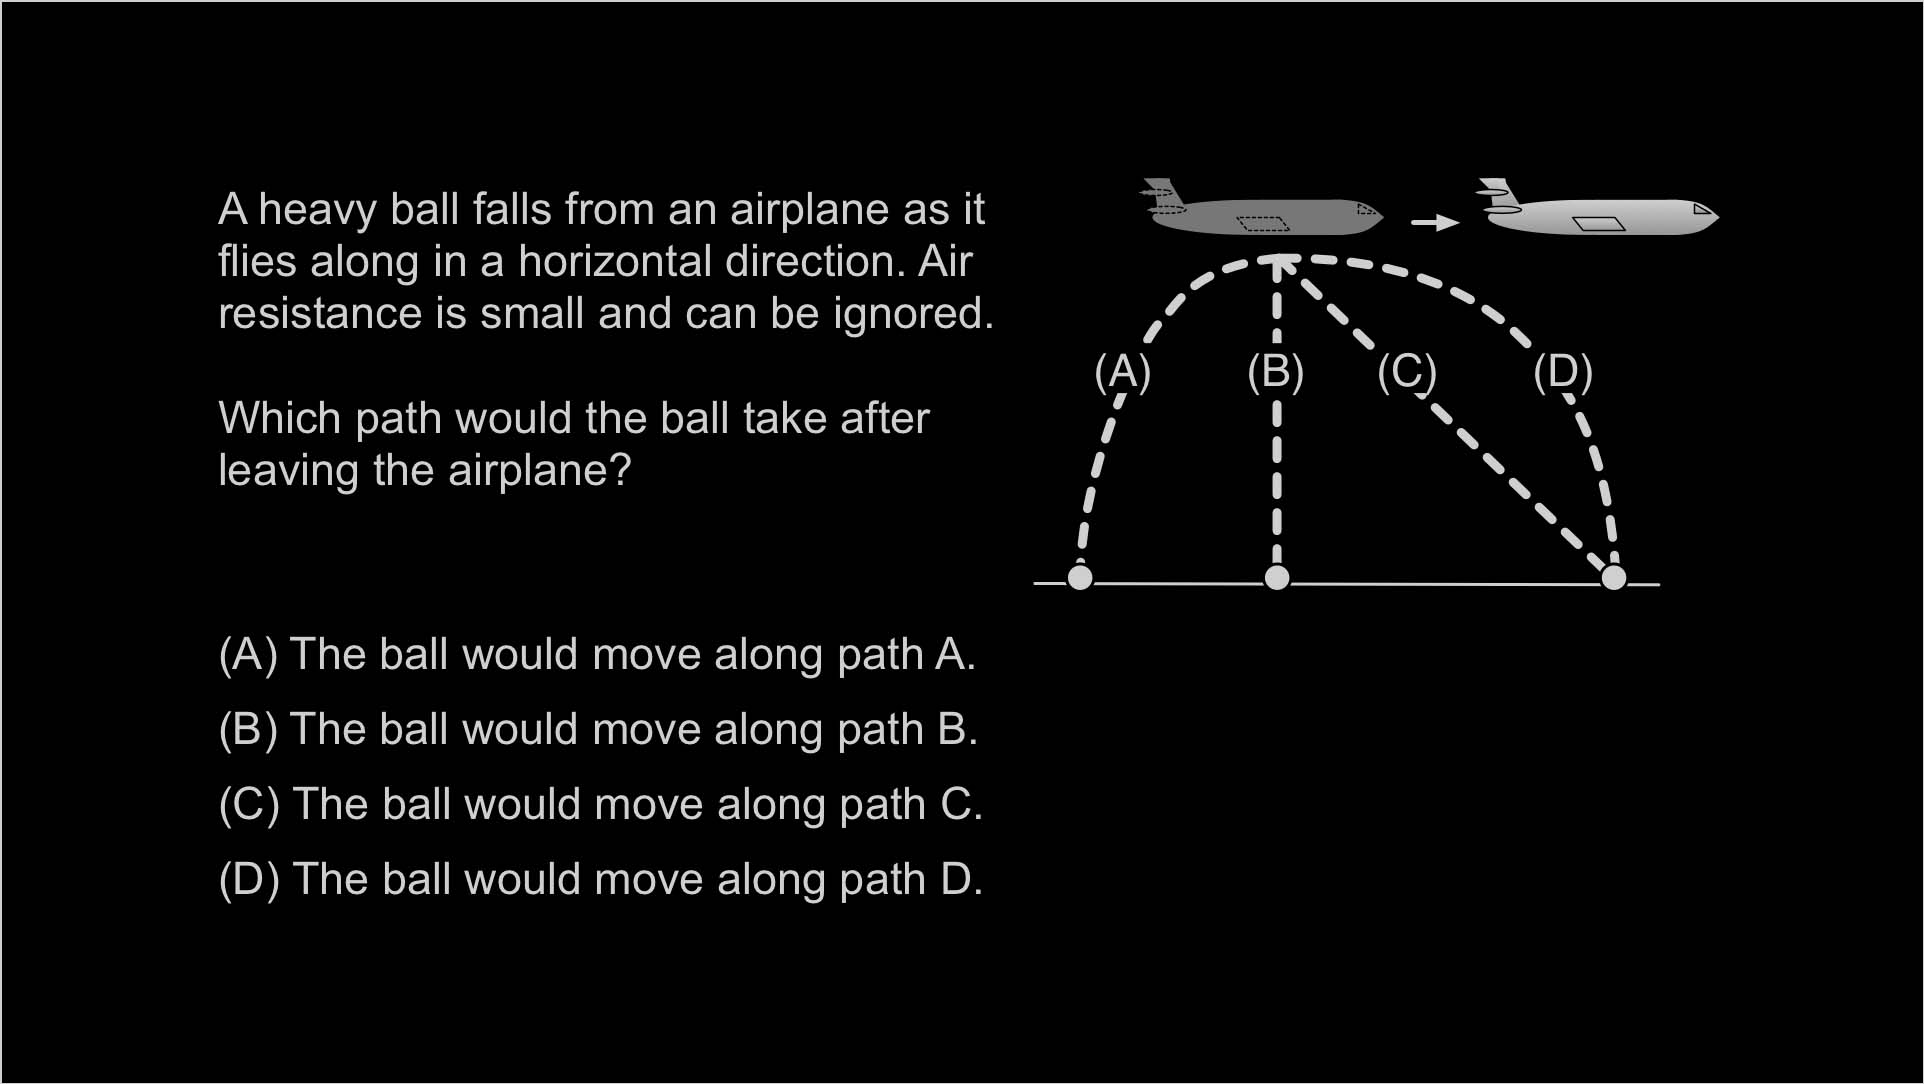 A heavy ball falls from an airplane as it
flies along in a horizontal direction. Air
resistance is small and can be ignored.
Which path would the ball take after
leaving the airplane?
(A) (B) (C) (D)
(A) The ball would move along path A.
(B) The ball would move along path B.
(C) The ball would move along path C.
(D) The ball would move along path D.